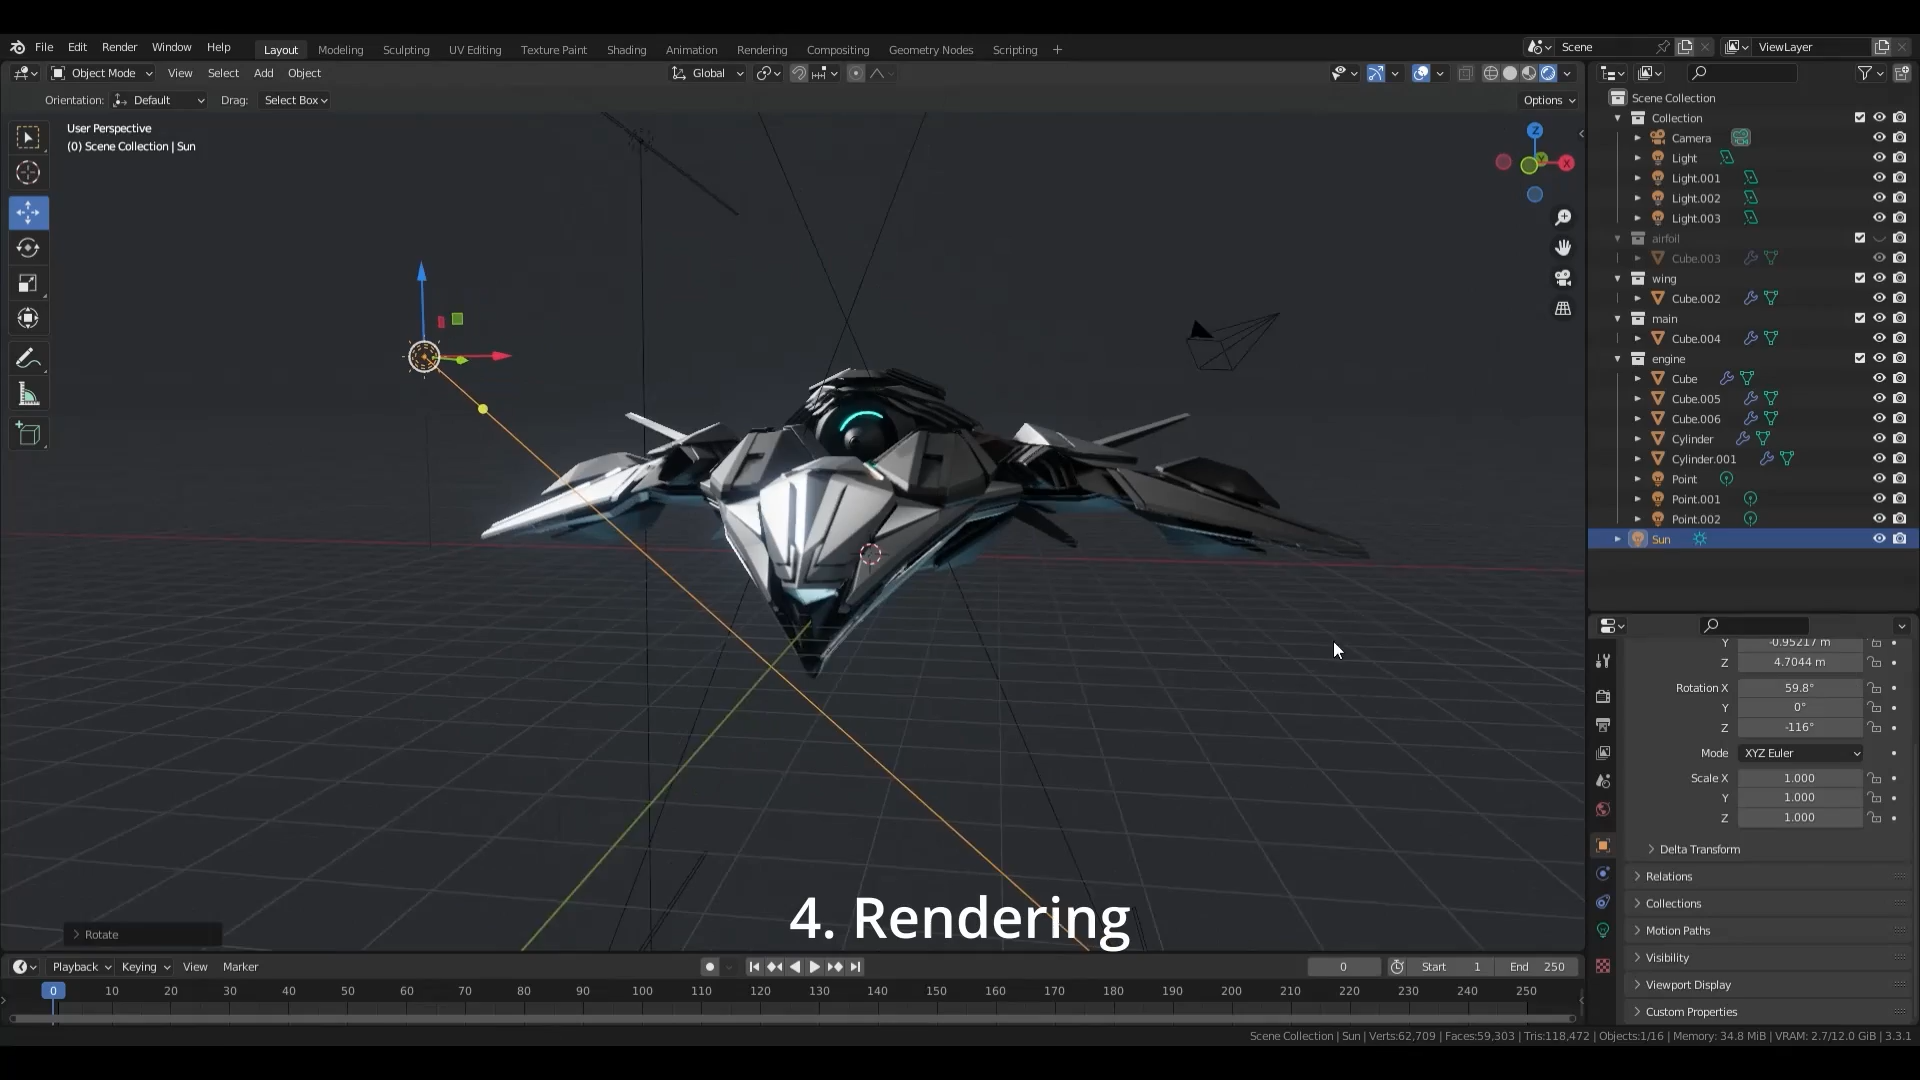 File Edit Render Window Help Layout Modeling Sculpting UV Editing Texture Paint Shading Animation Rendering Compositing Geometry Nodes Scripting + Scene ViewLayer
Object Mode View Select Add Object Global
Orientation: Default Drag: Select Box Options
User Perspective
(0) Scene Collection | Sun
Z
Y
X
Scene Collection
Collection
Camera
Light
Light.001
Light.002
Light.003
airfoil
Cube.003
wing
Cube.002
main
Cube.004
engine
Cube
Cube.005
Cube.006
Cylinder
Cylinder.001
Point
Point.001
Point.002
Sun
Y -0.95217 m
Z 4.7044 m
Rotation X 59.8°
Y 0°
Z -116°
Mode XYZ Euler
Scale X 1.000
Y 1.000
Z 1.000
Delta Transform
Relations
Collections
Motion Paths
Visibility
Viewport Display
Custom Properties
4. Rendering
Rotate
Playback Keying View Marker 0 Start 1 End 250
0 10 20 30 40 50 60 70 80 90 100 110 120 130 140 150 160 170 180 190 200 210 220 230 240 250
Scene Collection | Sun | Verts:62,709 | Faces:59,303 | Tris:118,472 | Objects:1/16 | Memory: 34.8 MiB | VRAM: 2.7/12.0 GiB | 3.3.1